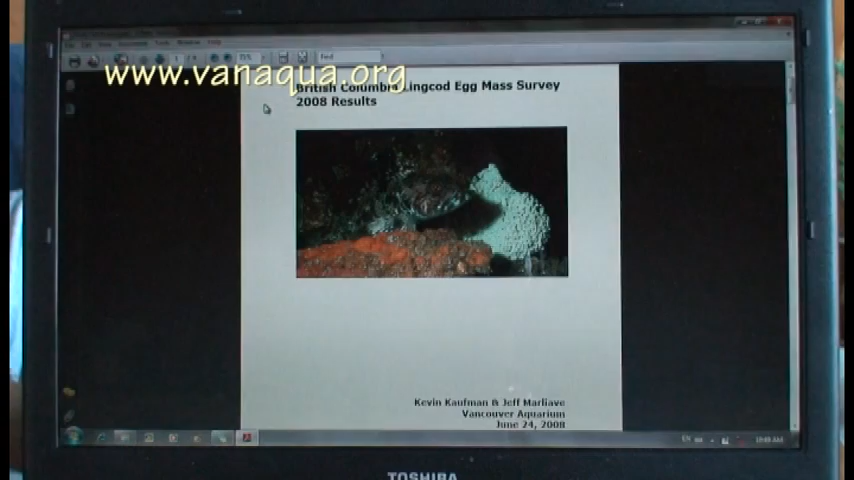 www.vanaqua.org
British Columbia Lingcod Egg Mass Survey
2008 Results
Kevin Kaufman & Jeff Marliave
Vancouver Aquarium
June 24, 2008
TOSHIBA